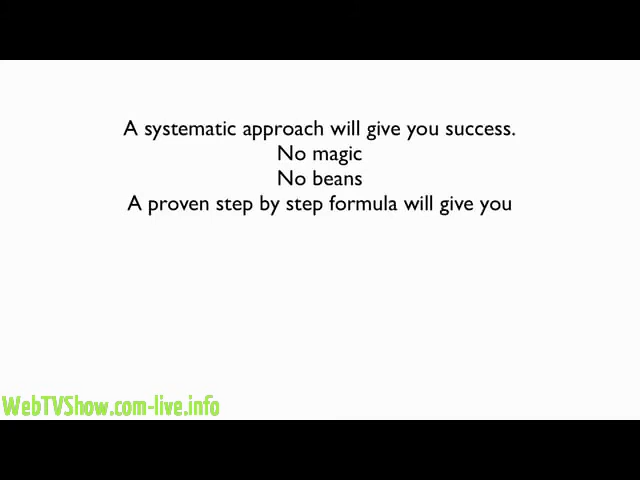 A systematic approach will give you success.
No magic
No beans
A proven step by step formula will give you
WebTVShow.com-live.info